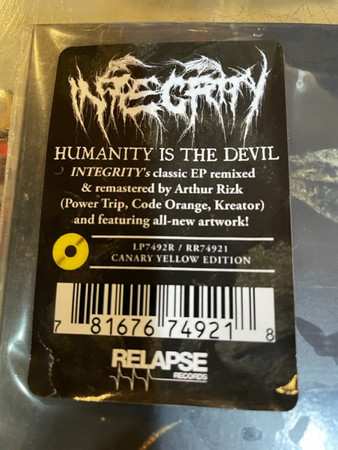 INTEGRITY
HUMANITY IS THE DEVIL
INTEGRITY's classic EP remixed
& remastered by Arthur Rizk
(Power Trip, Code Orange, Kreator)
and featuring all-new artwork!
LP7492R / RR74921
CANARY YELLOW EDITION
7 81676 74921 8
RELAPSE
RECORDS